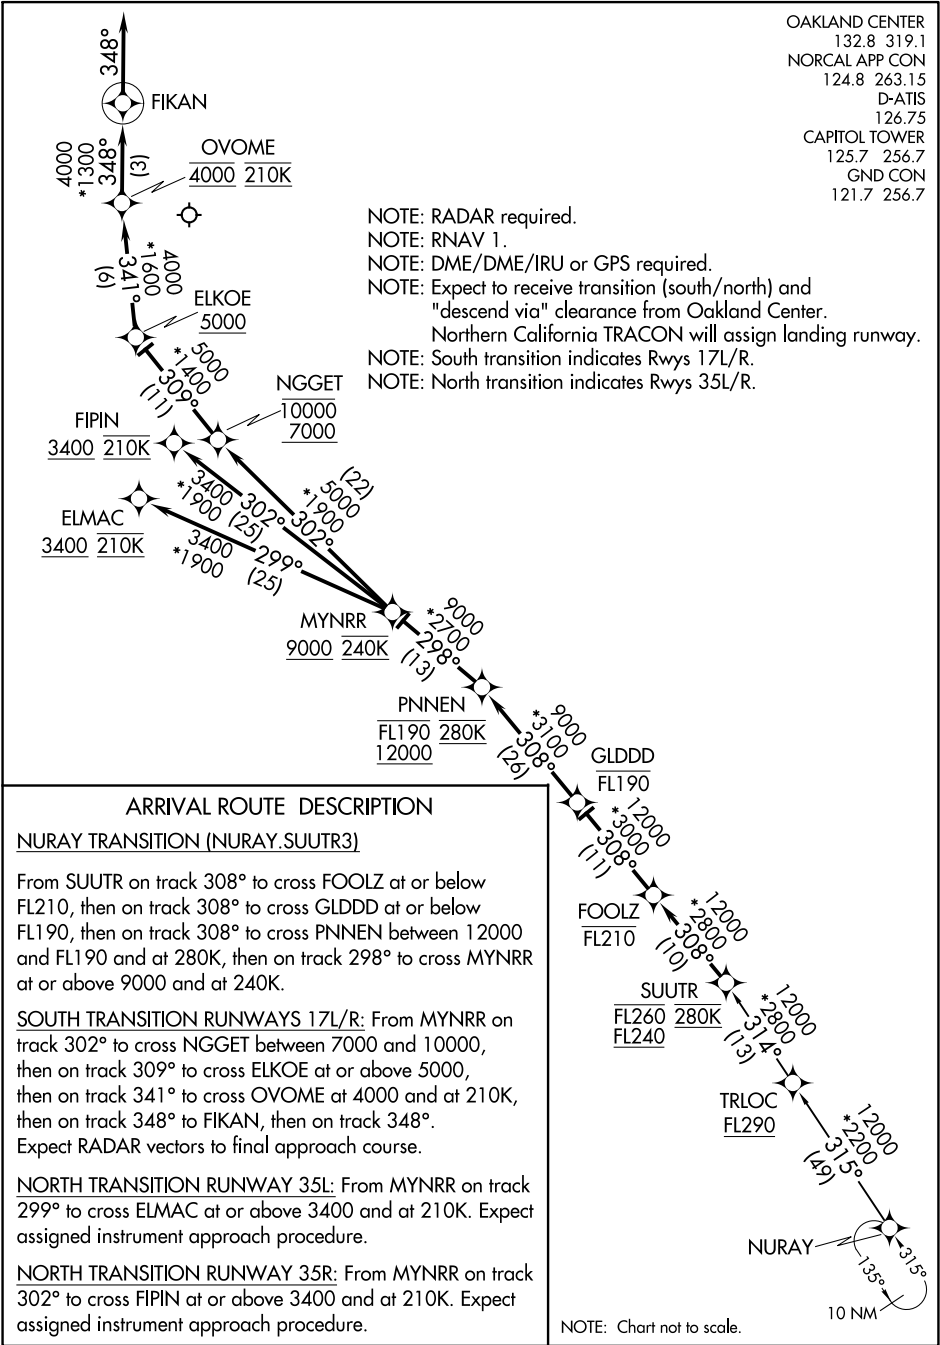 OAKLAND CENTER
132.8 319.1
NORCAL APP CON
124.8 263.15
D-ATIS
126.75
CAPITOL TOWER
125.7 256.7
GND CON
121.7 256.7
348°
FIKAN
4000
*1300
348°
(3)
OVOME
4000 210K
NOTE: RADAR required.
NOTE: RNAV 1.
NOTE: DME/DME/IRU or GPS required.
NOTE: Expect to receive transition (south/north) and
"descend via" clearance from Oakland Center.
Northern California TRACON will assign landing runway.
NOTE: South transition indicates Rwys 17L/R.
NOTE: North transition indicates Rwys 35L/R.
4000
*1600
341°
(6)
ELKOE
5000
5000
*1400
309°
(11)
NGGET
10000
7000
FIPIN
3400 210K
(22)
5000
*1900
302°
3400
*1900
302°
(25)
ELMAC
3400 210K
3400
*1900
299°
(25)
MYNRR
9000 240K
9000
*2700
298°
(13)
PNNEN
FL190 280K
12000
9000
*3100
308°
(26)
GLDDD
FL190
12000
*3000
308°
(11)
FOOLZ
FL210
12000
*2800
308°
(10)
SUUTR
FL260 280K
FL240
12000
*2800
314°
(13)
TRLOC
FL290
12000
*2200
315°
(49)
NURAY
135°
315°
10 NM
NOTE: Chart not to scale.
ARRIVAL ROUTE DESCRIPTION
NURAY TRANSITION (NURAY.SUUTR3)
From SUUTR on track 308° to cross FOOLZ at or below
FL210, then on track 308° to cross GLDDD at or below
FL190, then on track 308° to cross PNNEN between 12000
and FL190 and at 280K, then on track 298° to cross MYNRR
at or above 9000 and at 240K.
SOUTH TRANSITION RUNWAYS 17L/R: From MYNRR on
track 302° to cross NGGET between 7000 and 10000,
then on track 309° to cross ELKOE at or above 5000,
then on track 341° to cross OVOME at 4000 and at 210K,
then on track 348° to FIKAN, then on track 348°.
Expect RADAR vectors to final approach course.
NORTH TRANSITION RUNWAY 35L: From MYNRR on track
299° to cross ELMAC at or above 3400 and at 210K. Expect
assigned instrument approach procedure.
NORTH TRANSITION RUNWAY 35R: From MYNRR on track
302° to cross FIPIN at or above 3400 and at 210K. Expect
assigned instrument approach procedure.